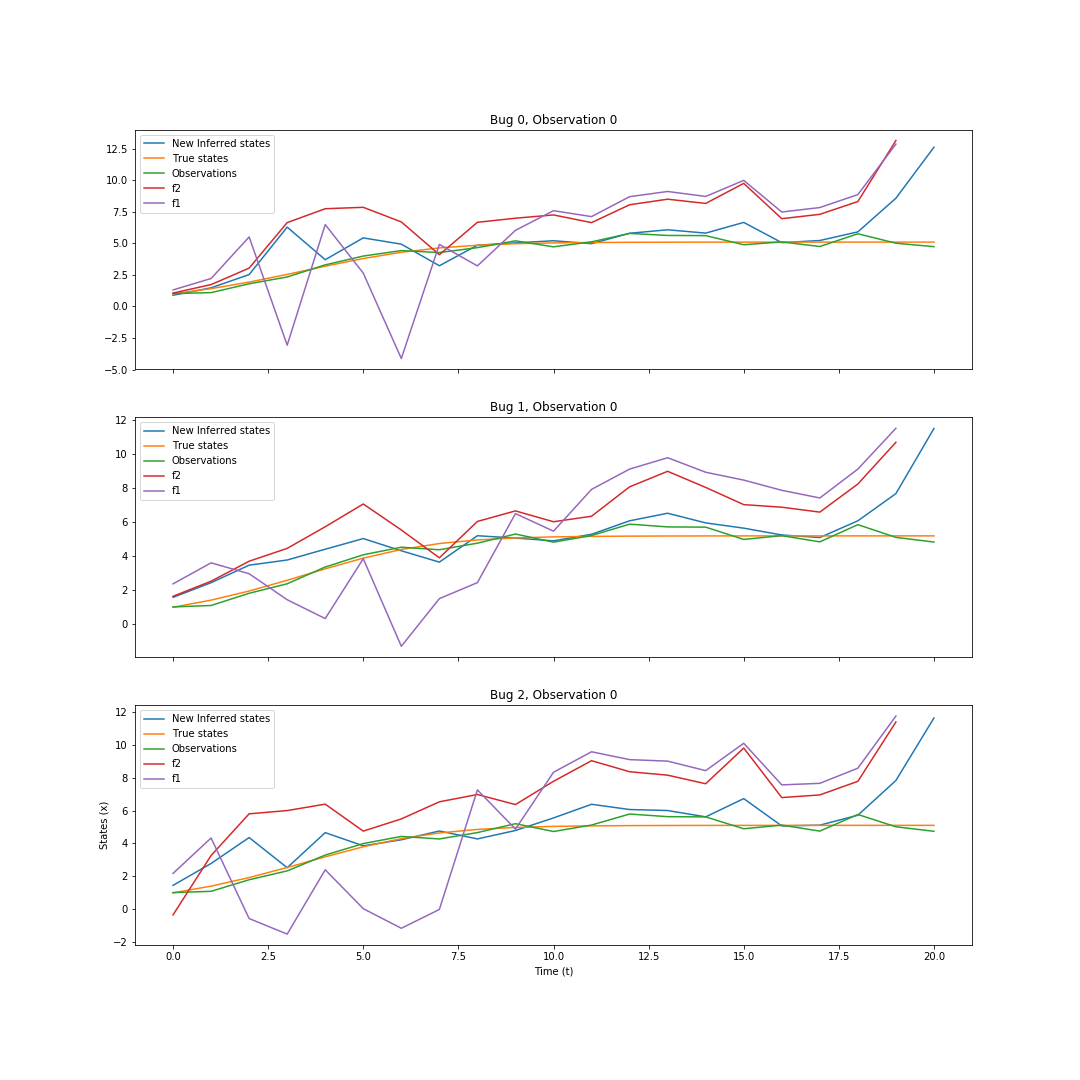 Bug 0, Observation 0
12.5
10.0
7.5
5.0
2.5
0.0
−2.5
−5.0
New Inferred states
True states
Observations
f2
f1
Bug 1, Observation 0
12
10
8
6
4
2
0
New Inferred states
True states
Observations
f2
f1
Bug 2, Observation 0
12
10
8
6
4
2
0
−2
New Inferred states
True states
Observations
f2
f1
States (x)
0.0 2.5 5.0 7.5 10.0 12.5 15.0 17.5 20.0
Time (t)